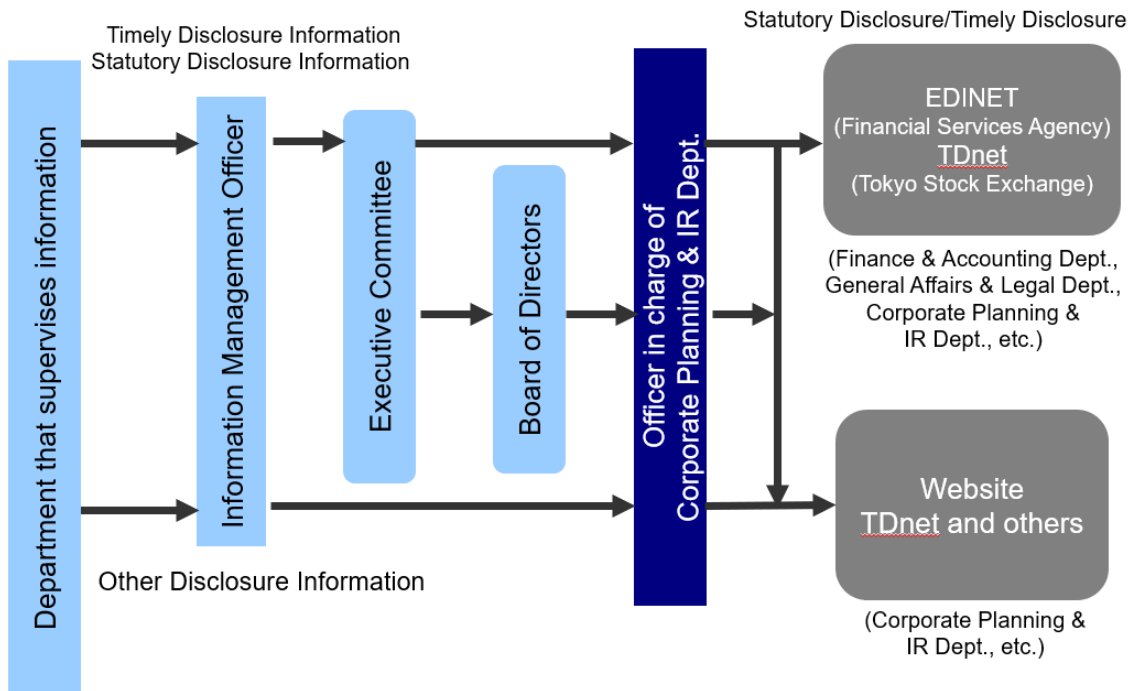 Statutory Disclosure/Timely Disclosure
Timely Disclosure Information
Statutory Disclosure Information
Department that supervises information
Information Management Officer
Executive Committee
Board of Directors
Officer in charge of
Corporate Planning & IR Dept.
EDINET
(Financial Services Agency)
TDnet
(Tokyo Stock Exchange)
(Finance & Accounting Dept.,
General Affairs & Legal Dept.,
Corporate Planning &
IR Dept., etc.)
Website
TDnet and others
(Corporate Planning &
IR Dept., etc.)
Other Disclosure Information